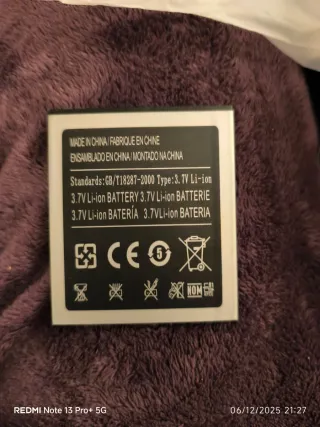 MADE IN CHINA / FABRIQUE EN CHINE
ENSAMBLADO EN CHINA / MONTADO NA CHINA
Standards:GB/T18287-2000 Type:3.7V Li-ion
3.7V Li-ion BATTERY 3.7V Li-ion BATTERIE
3.7V Li-ion BATERÍA 3.7V Li-ion BATERIA
CE 5
NOM
REDMI Note 13 Pro+ 5G
06/12/2025 21:27